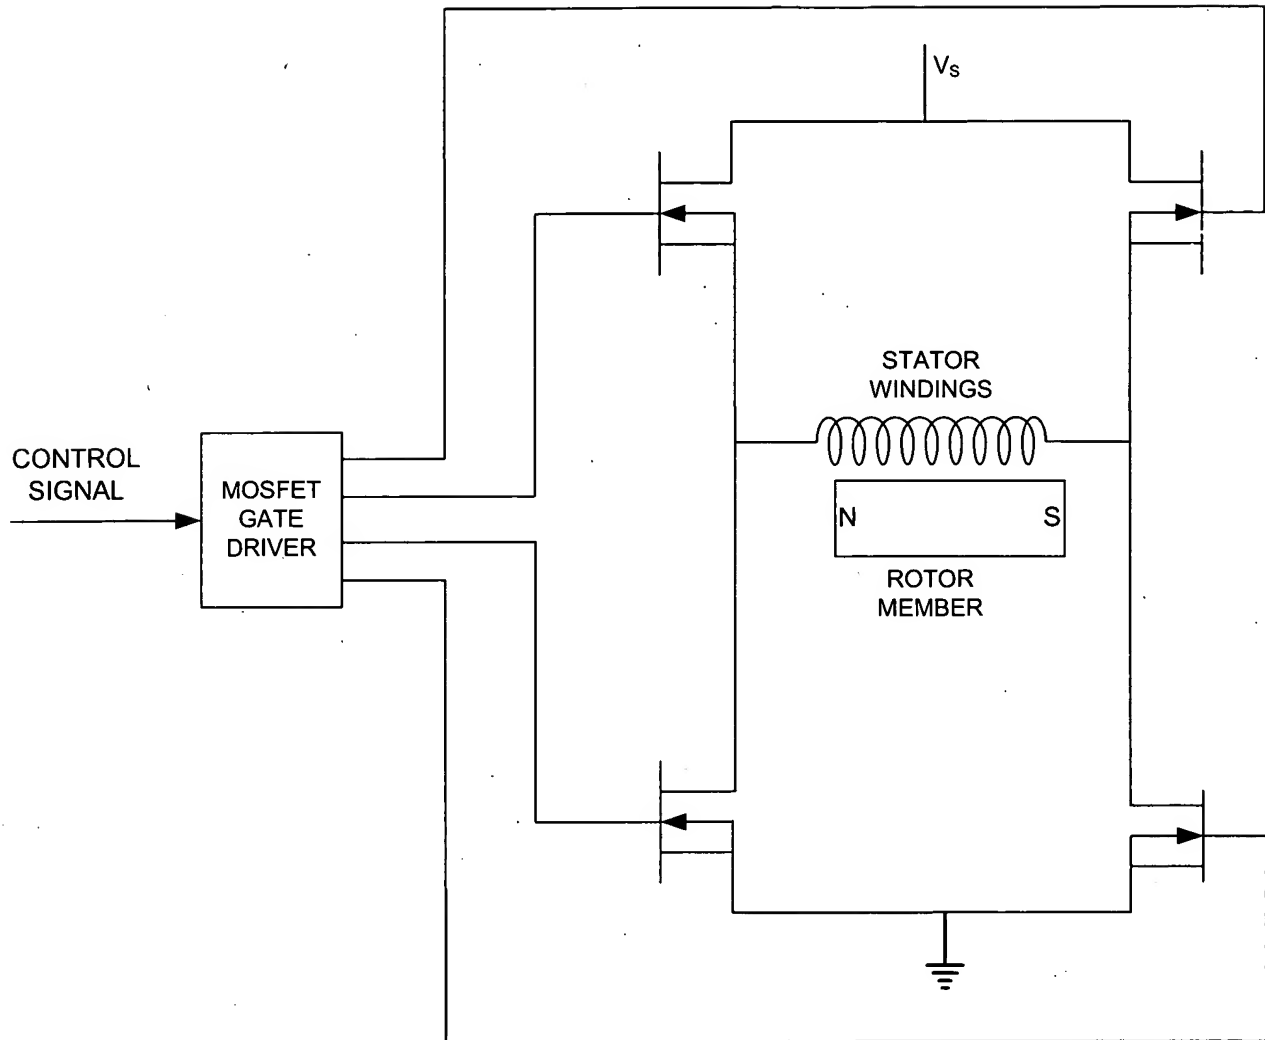 Vs
STATOR
WINDINGS
CONTROL
SIGNAL
MOSFET
GATE
DRIVER
N
S
ROTOR
MEMBER